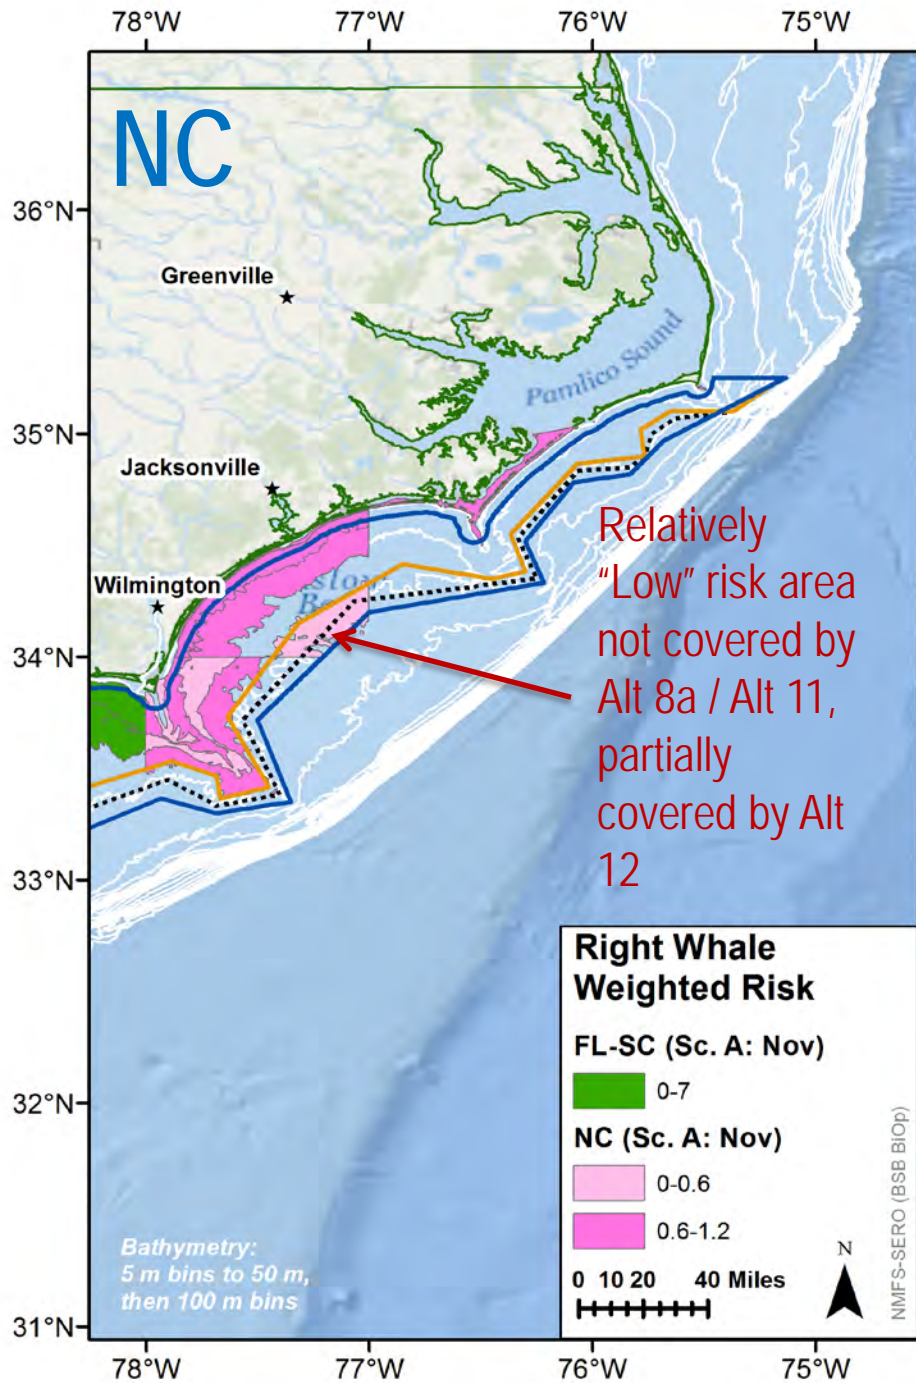 78°W 77°W 76°W 75°W
NC
36°N
Greenville
Pamlico Sound
35°N
Jacksonville
Relatively
“Low” risk area
not covered by
Alt 8a / Alt 11,
partially
covered by Alt
12
Wilmington
34°N
33°N
Right Whale
Weighted Risk
FL-SC (Sc. A: Nov)
0-7
NC (Sc. A: Nov)
0-0.6
0.6-1.2
0 10 20 40 Miles
N
NMFS-SERO (BSB BiOp)
32°N
Bathymetry:
5 m bins to 50 m,
then 100 m bins
31°N
78°W 77°W 76°W 75°W